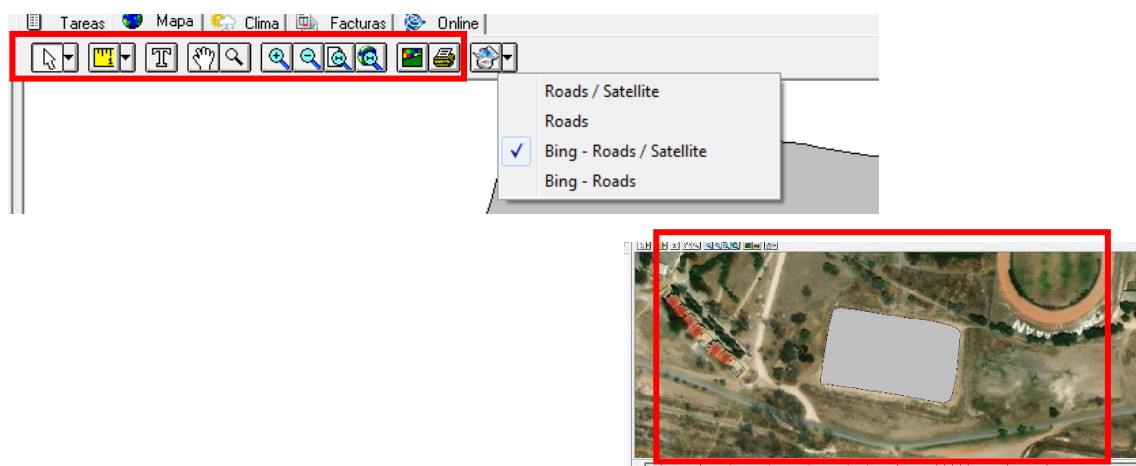 Tareas Mapa Clima Facturas Online
T
Roads / Satellite
Roads
Bing - Roads / Satellite
Bing - Roads